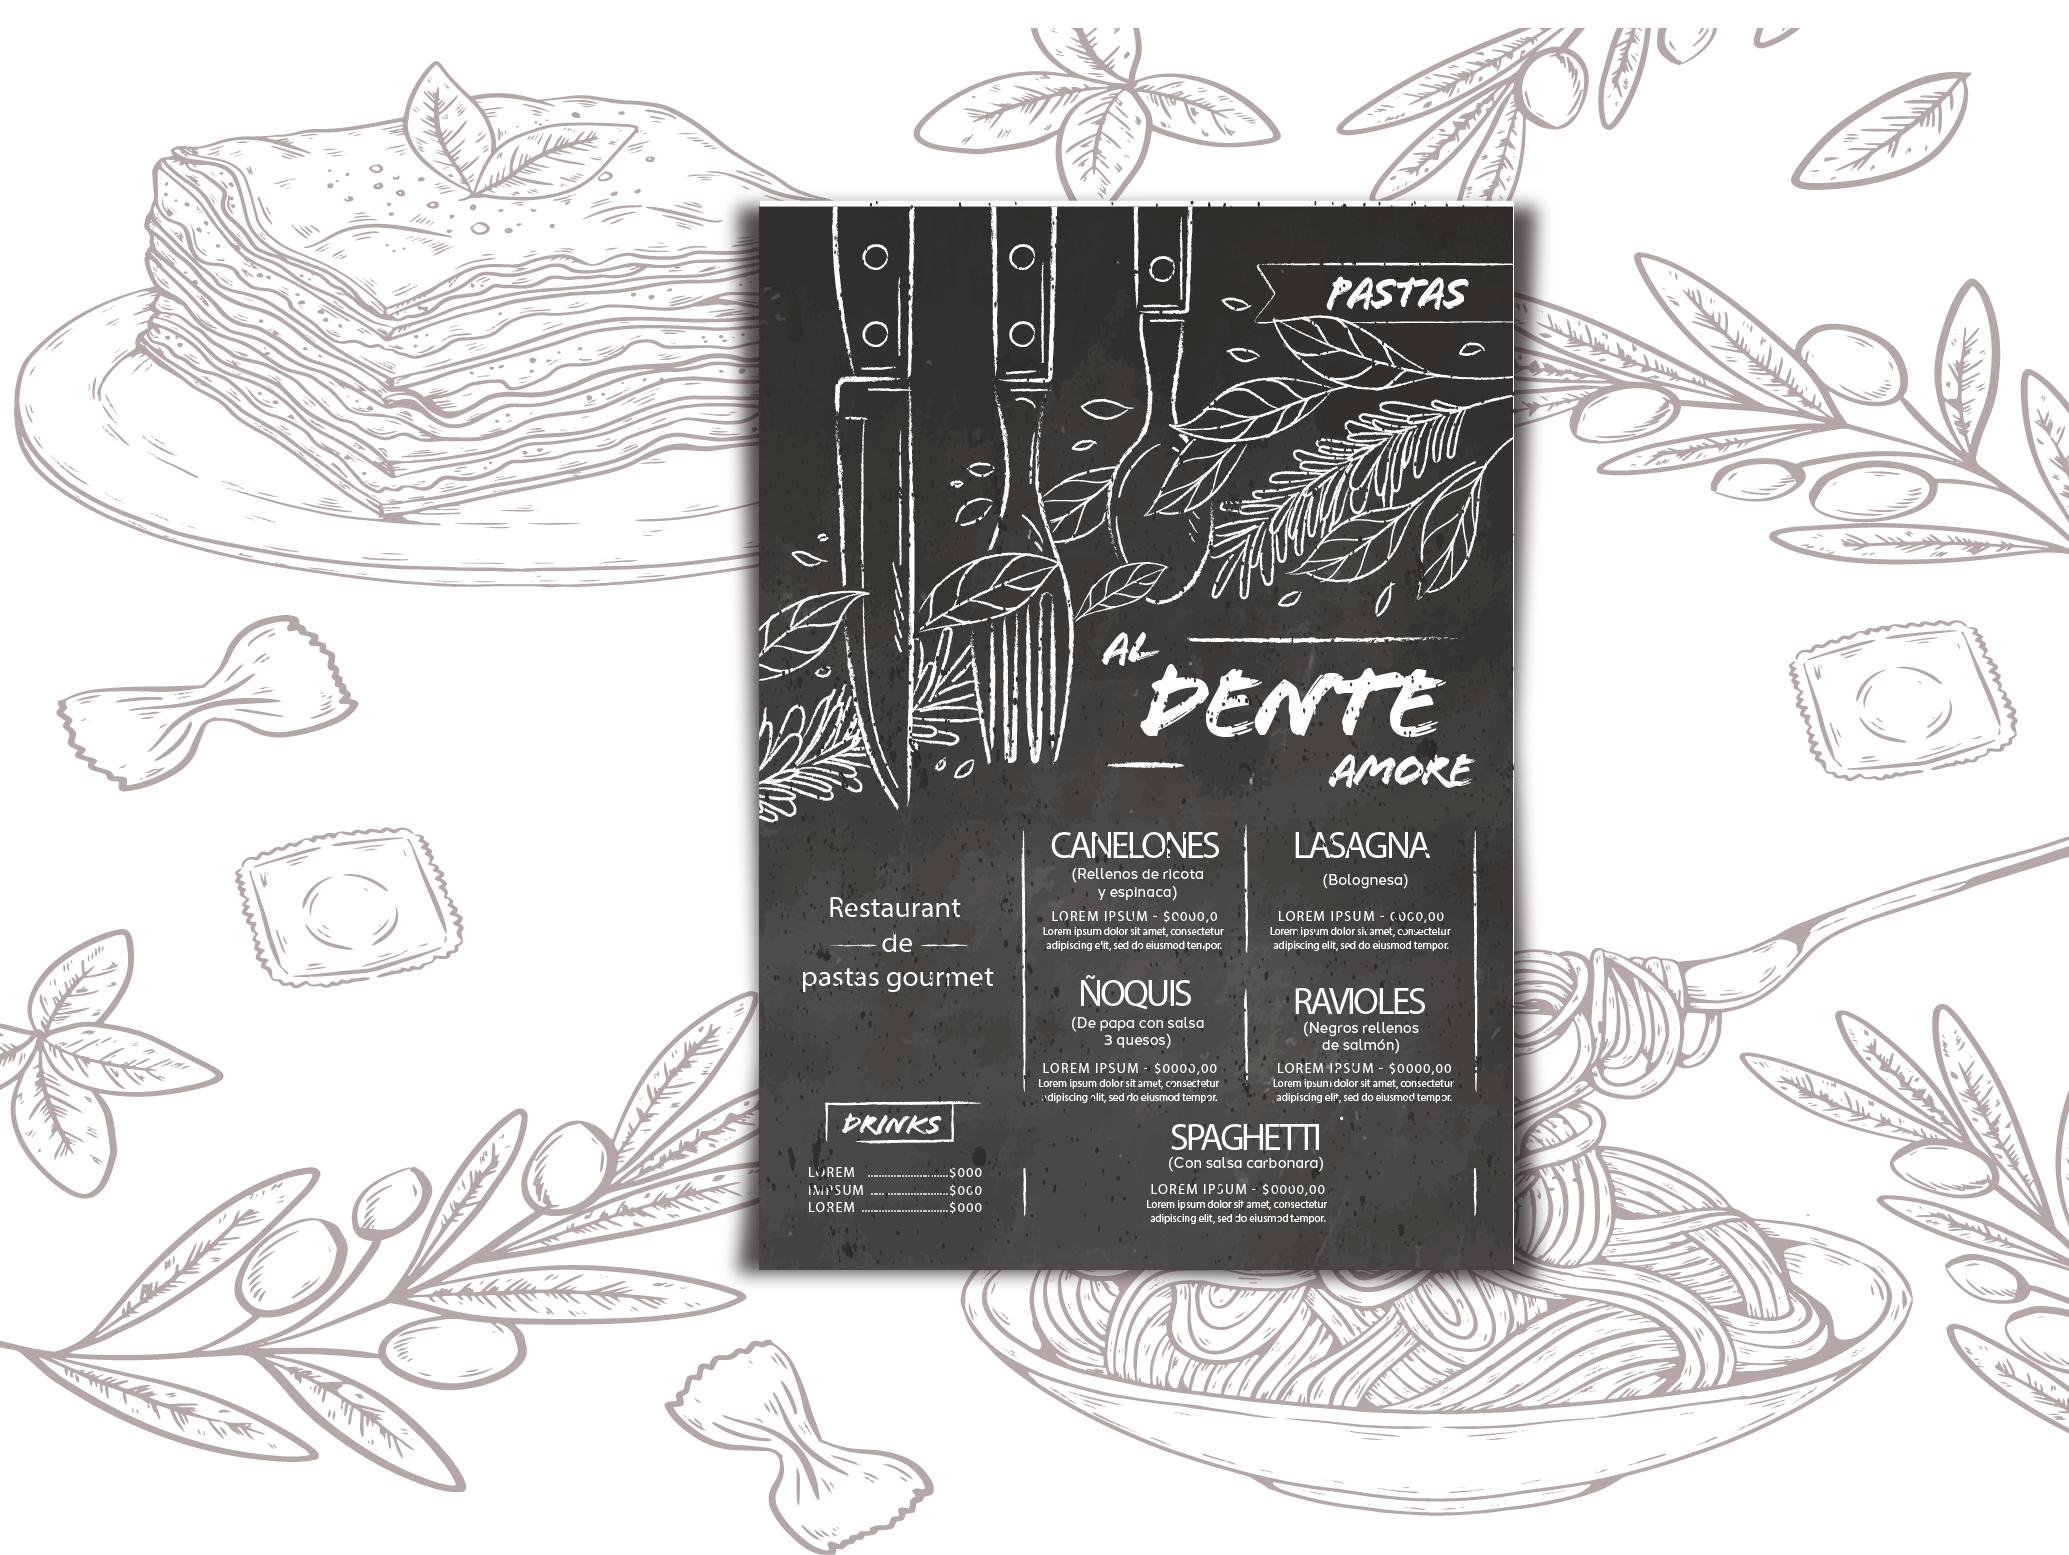 PASTAS
AL
DENTE
AMORE
Restaurant
de
pastas gourmet
DRINKS
LOREM ........................... $000
IMPSUM ........................... $000
LOREM ........................... $000
CANELONES
(Rellenos de ricota
y espinaca)
LOREM IPSUM - $0000,0
Lorem ipsum dolor sit amet, consectetur
adipiscing elit, sed do eiusmod tempor.
ÑOQUIS
(De papa con salsa
3 quesos)
LOREM IPSUM - $0000,00
Lorem ipsum dolor sit amet, consectetur
adipiscing elit, sed do eiusmod tempor.
LASAGNA
(Bolognesa)
LOREM IPSUM - 0000,00
Lorem ipsum dolor sit amet, consectetur
adipiscing elit, sed do eiusmod tempor.
RAVIOLES
(Negros rellenos
de salmón)
LOREM IPSUM - $0000,00
Lorem ipsum dolor sit amet, consectetur
adipiscing elit, sed do eiusmod tempor.
SPAGHETTI
(Con salsa carbonara)
LOREM IPSUM - $0000,00
Lorem ipsum dolor sit amet, consectetur
adipiscing elit, sed do eiusmod tempor.